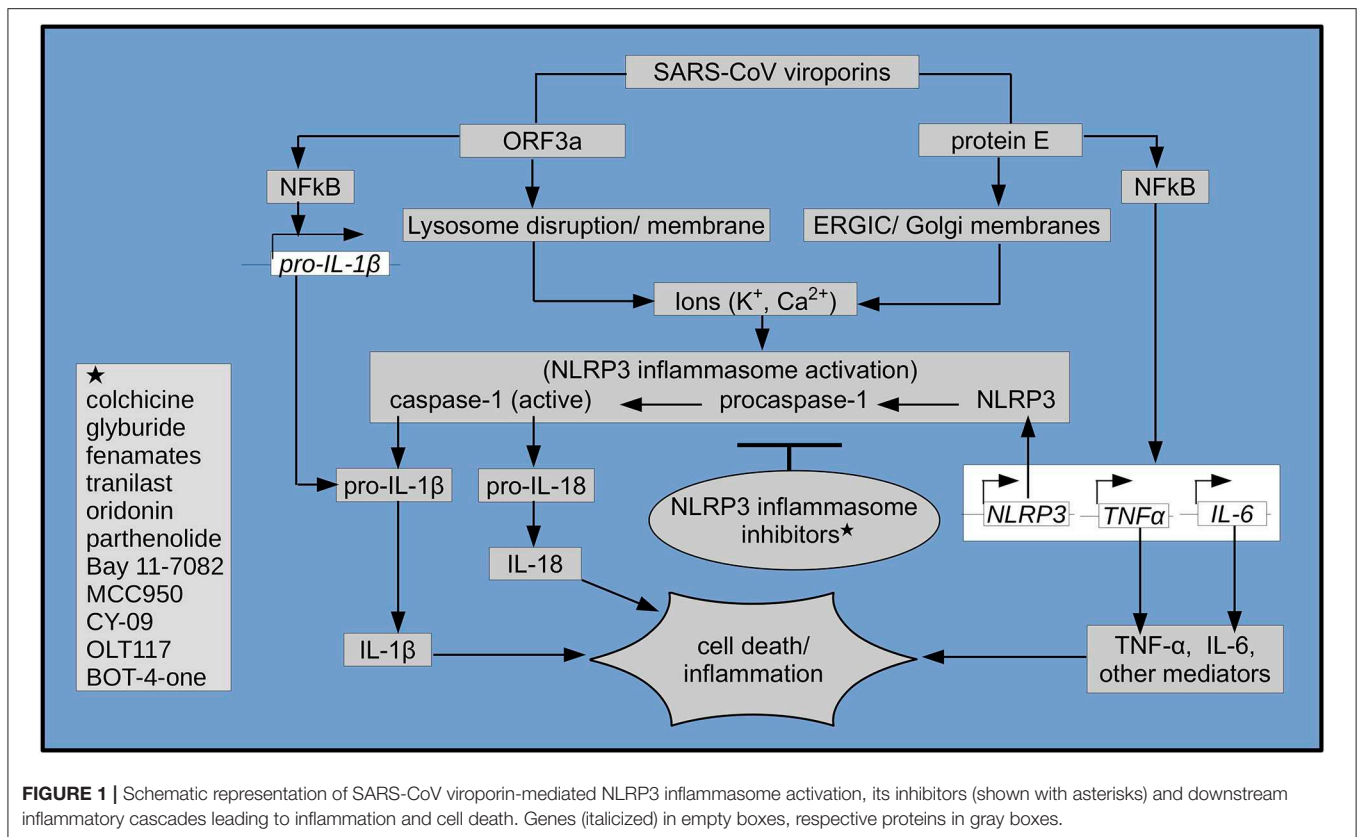 SARS-CoV viroporins
ORF3a
protein E
NFkB
NFkB
Lysosome disruption/ membrane
ERGIC/ Golgi membranes
pro-IL-1β
Ions (K⁺, Ca²⁺)
(NLRP3 inflammasome activation)
caspase-1 (active)
procaspase-1
NLRP3
★
colchicine
glyburide
fenamates
tranilast
oridonin
parthenolide
Bay 11-7082
MCC950
CY-09
OLT117
BOT-4-one
pro-IL-1β
pro-IL-18
NLRP3 inflammasome
inhibitors★
NLRP3
TNFα
IL-6
IL-18
IL-1β
cell death/
inflammation
TNF-α, IL-6,
other mediators
FIGURE 1 | Schematic representation of SARS-CoV viroporin-mediated NLRP3 inflammasome activation, its inhibitors (shown with asterisks) and downstream
inflammatory cascades leading to inflammation and cell death. Genes (italicized) in empty boxes, respective proteins in gray boxes.